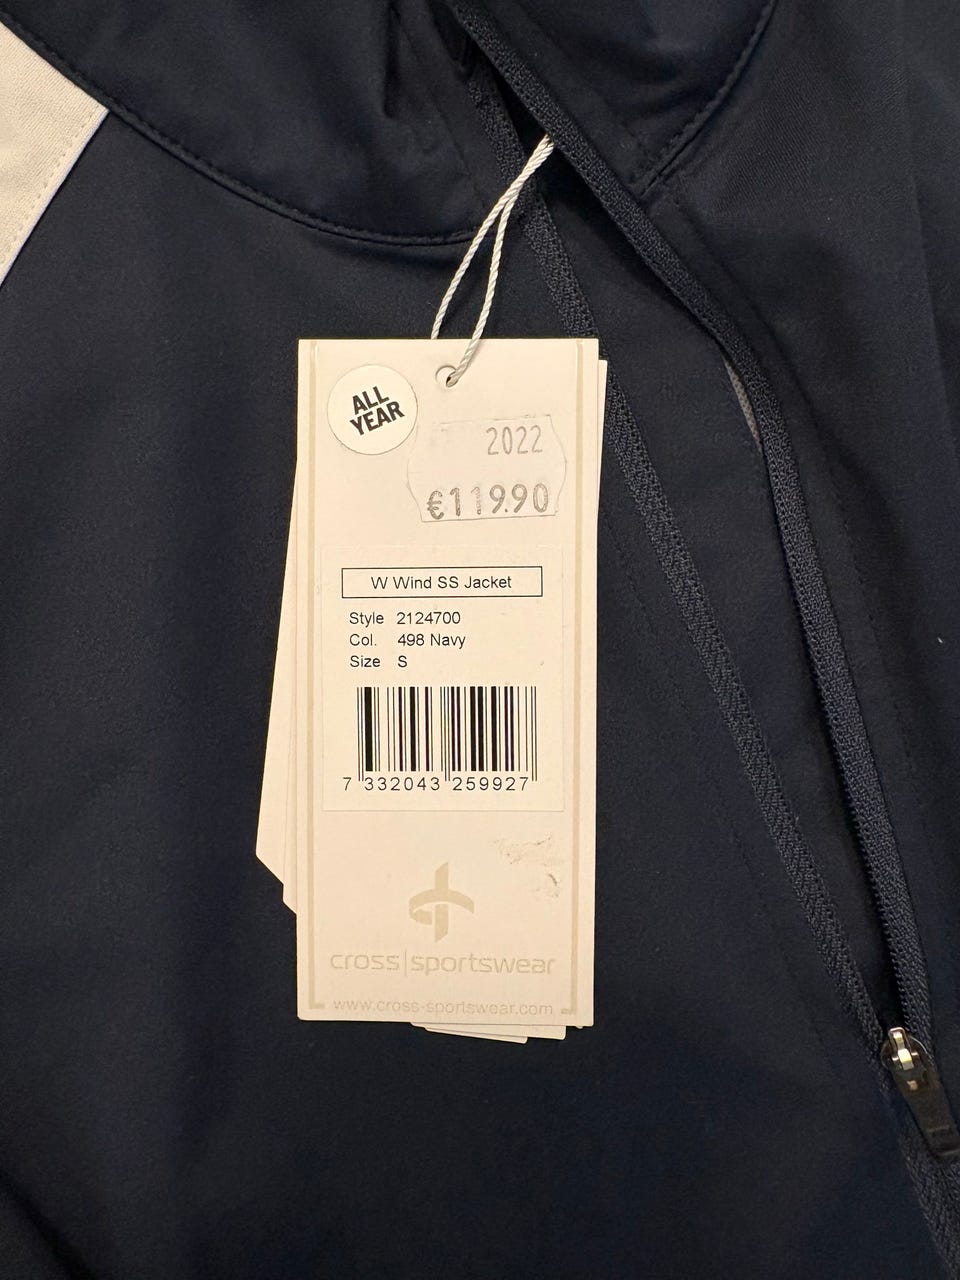 ALL
YEAR
2022
€119.90
W Wind SS Jacket
Style 2124700
Col. 498 Navy
Size S
7 332043 259927
cross|sportswear
www.cross-sportswear.com